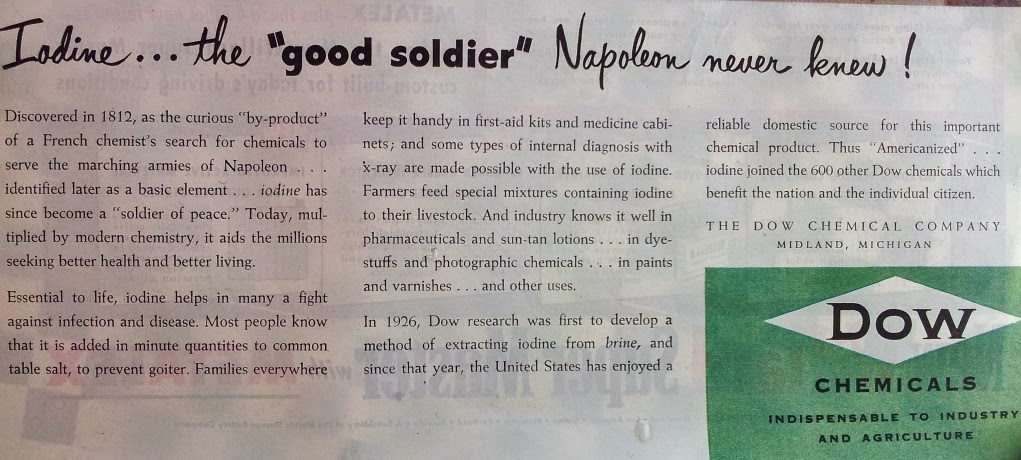 Iodine... the "good soldier" Napoleon never knew!
Discovered in 1812, as the curious "by-product"
of a French chemist's search for chemicals to
serve the marching armies of Napoleon . . .
identified later as a basic element . . . iodine has
since become a "soldier of peace." Today, mul-
tiplied by modern chemistry, it aids the millions
seeking better health and better living.
Essential to life, iodine helps in many a fight
against infection and disease. Most people know
that it is added in minute quantities to common
table salt, to prevent goiter. Families everywhere
keep it handy in first-aid kits and medicine cabi-
nets; and some types of internal diagnosis with
x-ray are made possible with the use of iodine.
Farmers feed special mixtures containing iodine
to their livestock. And industry knows it well in
pharmaceuticals and sun-tan lotions . . . in dye-
stuffs and photographic chemicals . . . in paints
and varnishes . . . and other uses.
In 1926, Dow research was first to develop a
method of extracting iodine from brine, and
since that year, the United States has enjoyed a
reliable domestic source for this important
chemical product. Thus "Americanized" . . .
iodine joined the 600 other Dow chemicals which
benefit the nation and the individual citizen.
THE DOW CHEMICAL COMPANY
MIDLAND, MICHIGAN
DOW
CHEMICALS
INDISPENSABLE TO INDUSTRY
AND AGRICULTURE